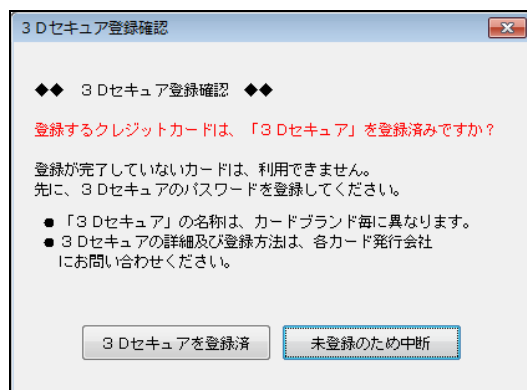 3Dセキュア登録確認
◆◆ 3Dセキュア登録確認 ◆◆
登録するクレジットカードは、「3Dセキュア」を登録済みですか?
登録が完了していないカードは、利用できません。
先に、3Dセキュアのパスワードを登録してください。
● 「3Dセキュア」の名称は、カードブランド毎に異なります。
● 3Dセキュアの詳細及び登録方法は、各カード発行会社
にお問い合わせください。
3Dセキュアを登録済
未登録のため中断